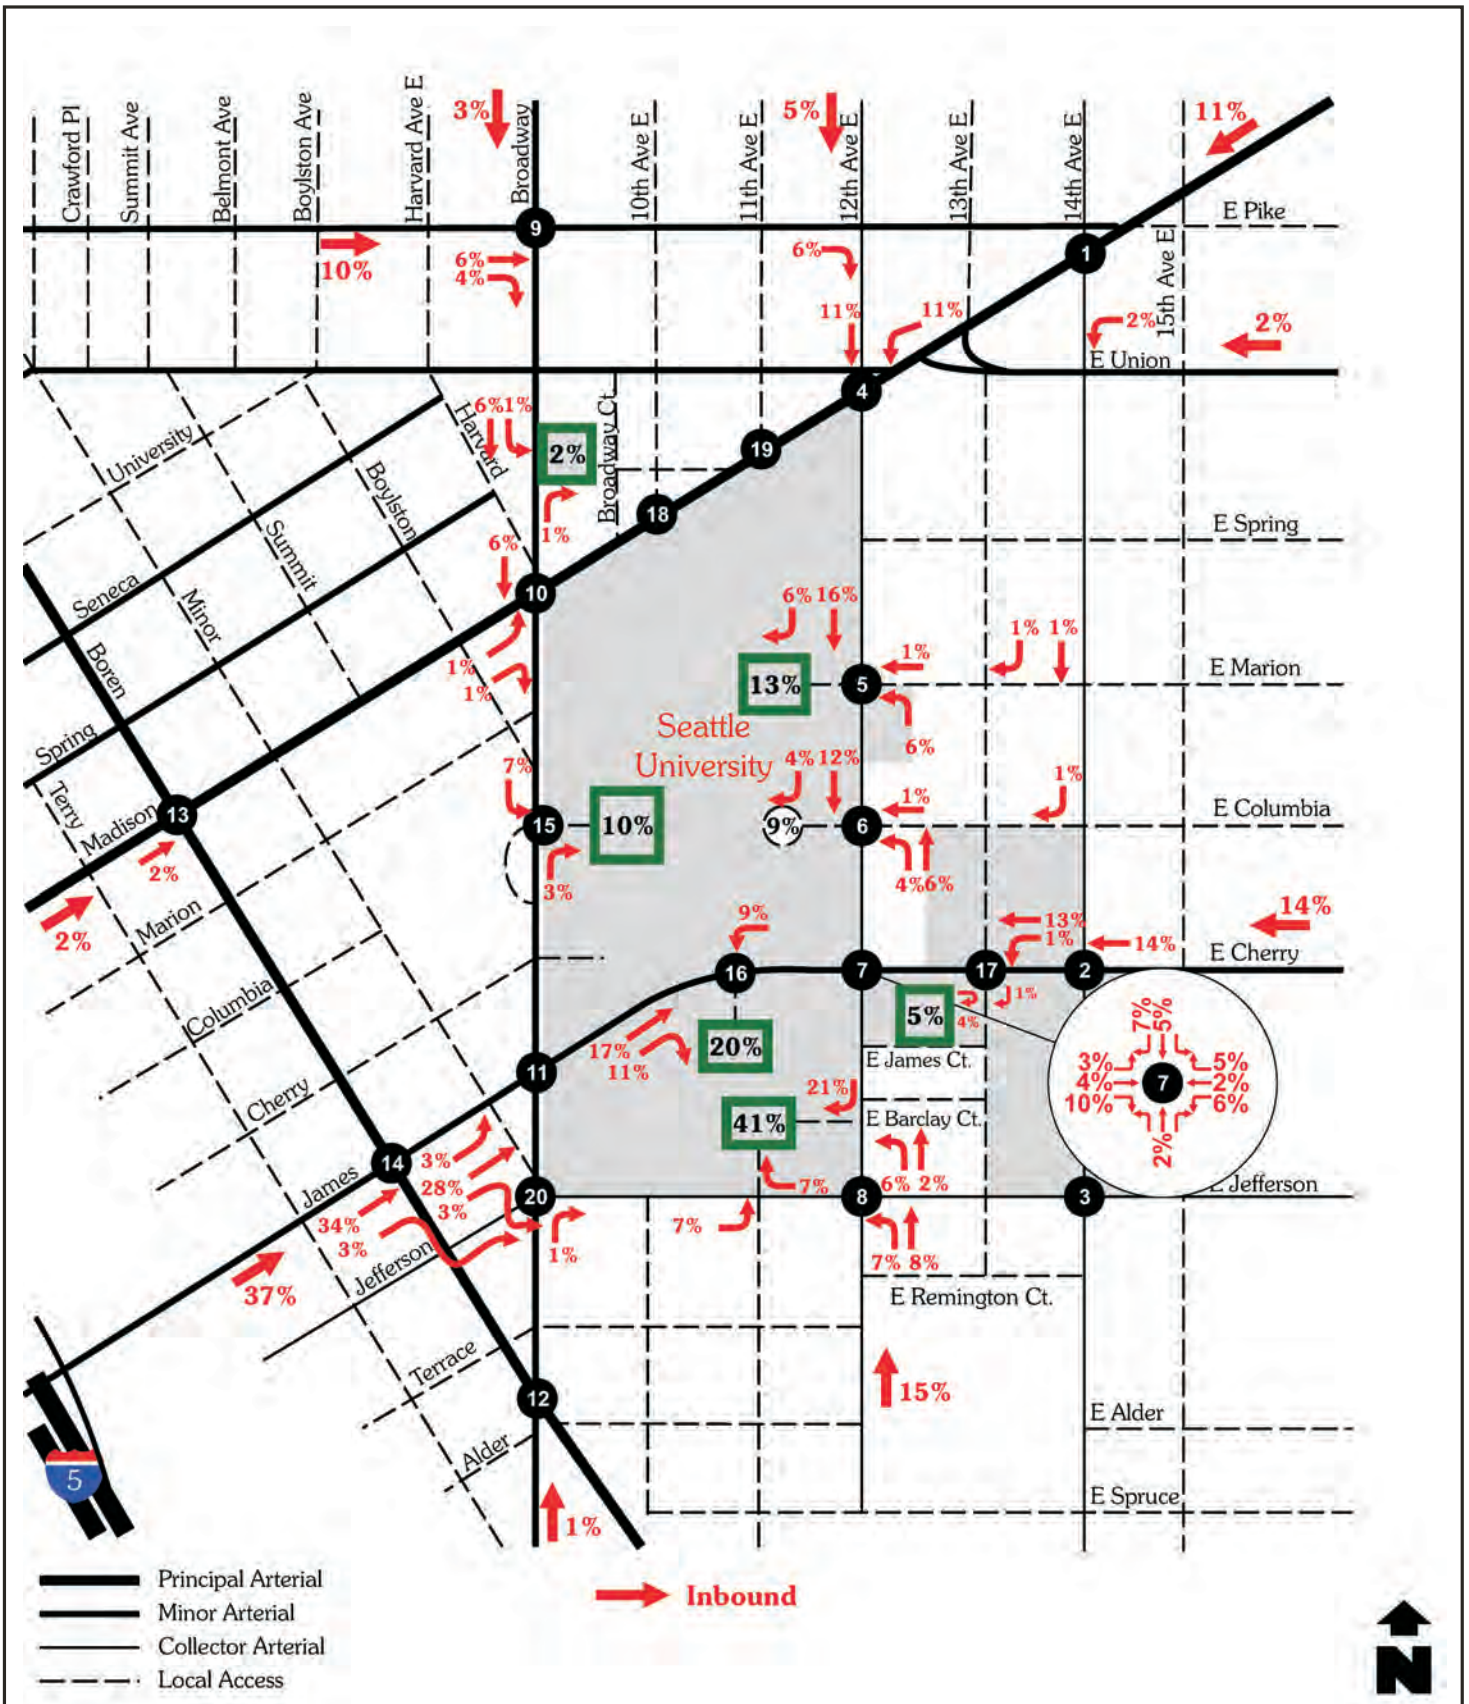 Crawford Pl
Summit Ave
Belmont Ave
Boylston Ave
Harvard Ave E
3%
Broadway
10th Ave E
11th Ave E
5%
12th Ave E
13th Ave E
14th Ave E
11%
E Pike
15th Ave E
9
1
10%
6%
4%
6%
11%
11%
2%
2%
E Union
4
University
Harvard
6% 1%
2%
Broadway Ct.
19
18
1%
E Spring
Boylston
Summit
Seneca
Minor
6%
10
Boren
1%
1%
6% 16%
1%
1% 1%
E Marion
13%
5
6%
Seattle
University
Spring
Terry
Madison
13
2%
2%
7%
15
10%
3%
4% 12%
9%
6
1%
1%
E Columbia
4% 6%
Marion
Columbia
Cherry
9%
16
7
17
2
13%
1%
14%
14%
E Cherry
5%
4%
1%
20%
17%
11%
11
E James Ct.
21%
E Barclay Ct.
41%
7%
5%
3%
4%
10%
7
5%
2%
6%
2%
14
James
3%
28%
3%
34%
3%
37%
20
1%
Jefferson
7%
7%
6% 2%
8
3
E Jefferson
7% 8%
E Remington Ct.
Terrace
12
15%
E Alder
Alder
E Spruce
5
1%
Principal Arterial
Minor Arterial
Collector Arterial
Local Access
Inbound
N